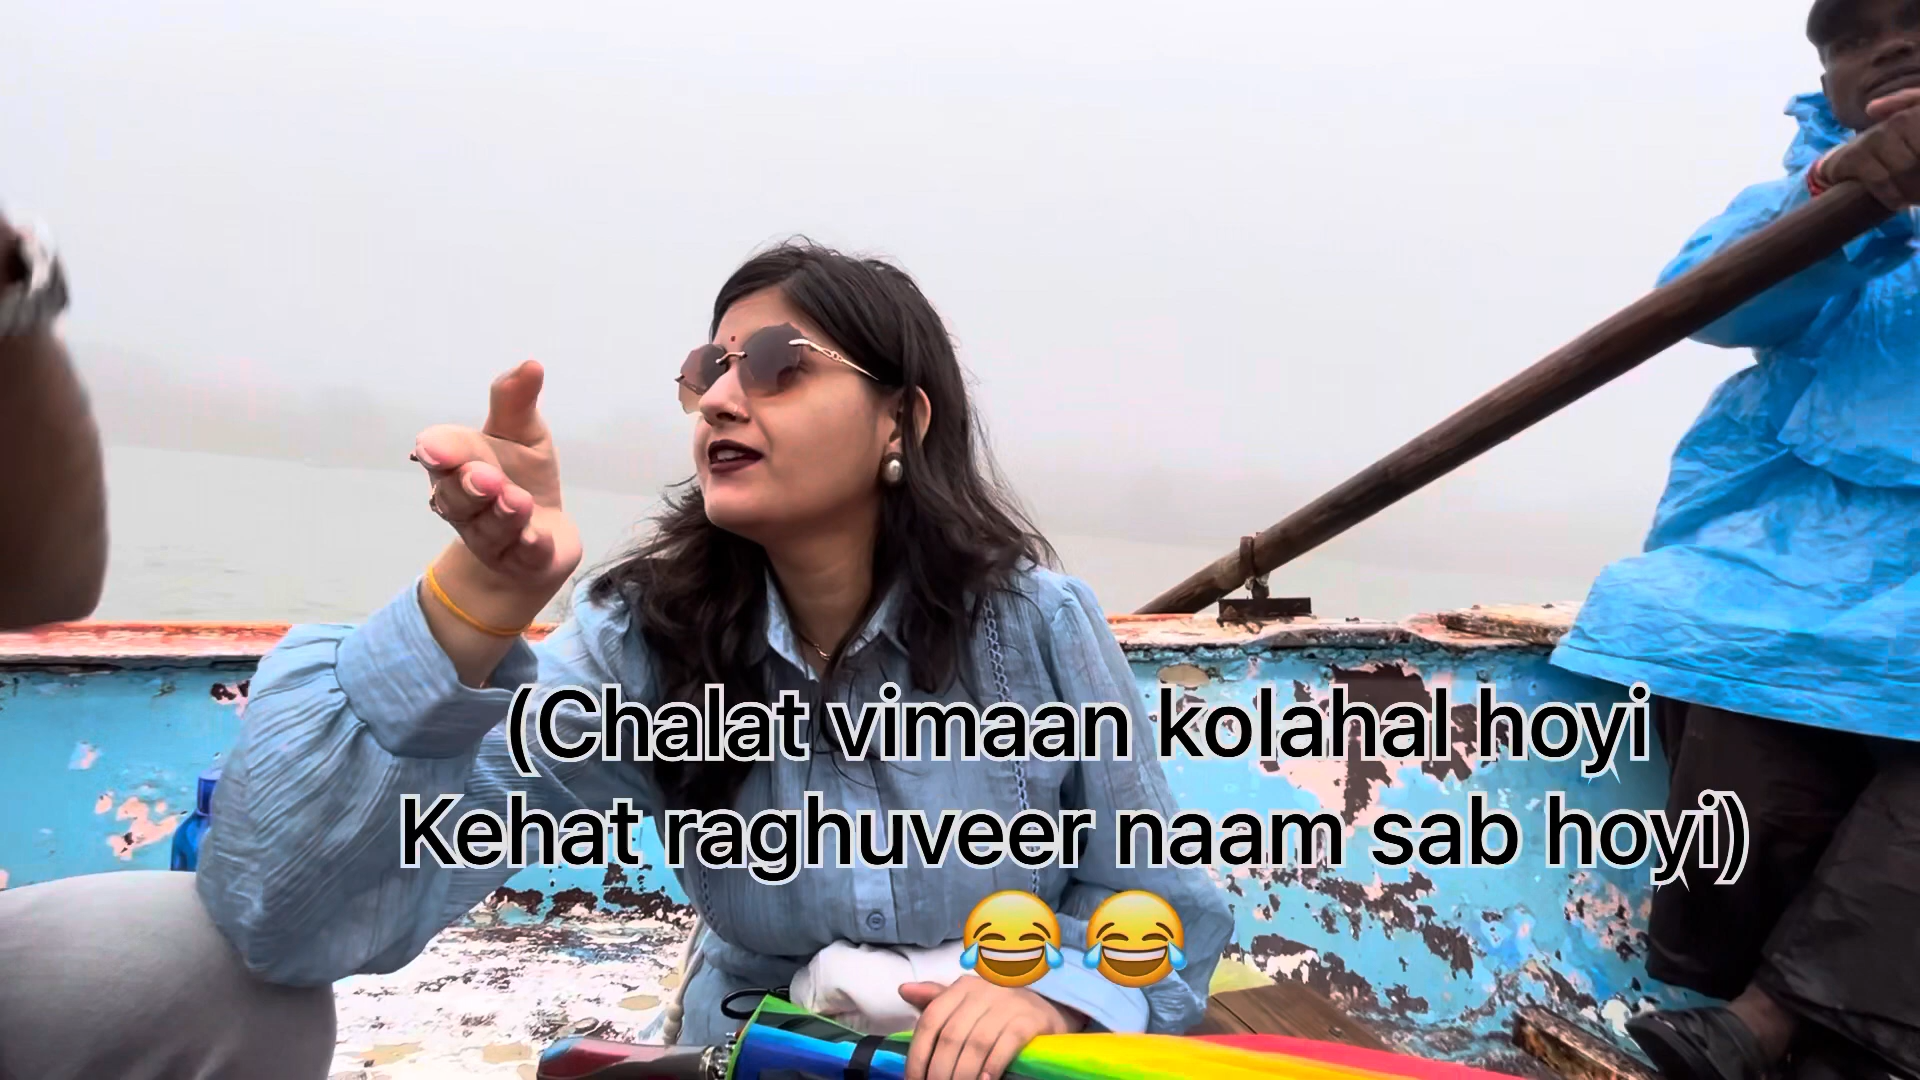 (Chalat vimaan kolahal hoyi
Kehat raghuveer naam sab hoyi)
😂😂